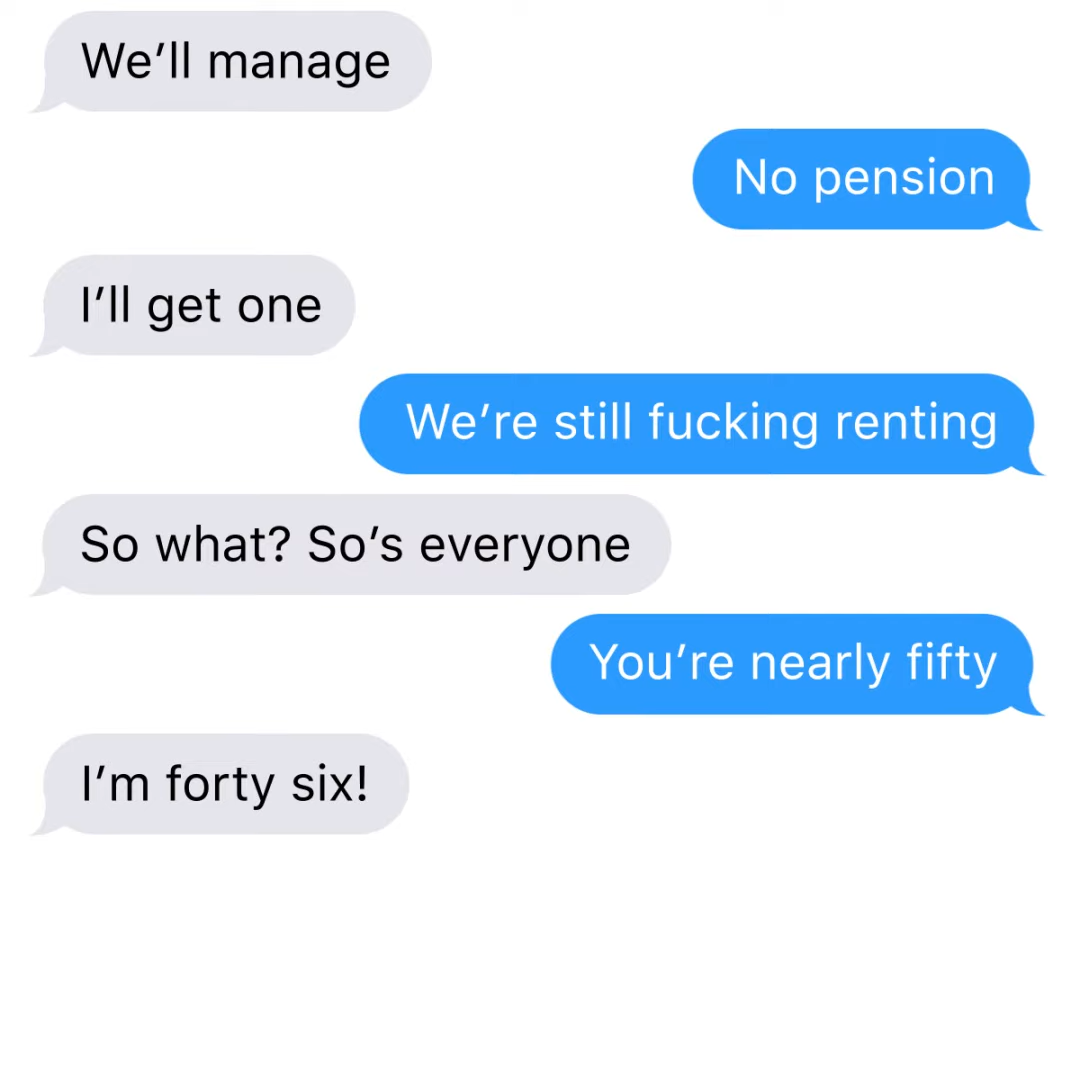 We’ll manage
No pension
I’ll get one
We’re still fucking renting
So what? So’s everyone
You’re nearly fifty
I’m forty six!